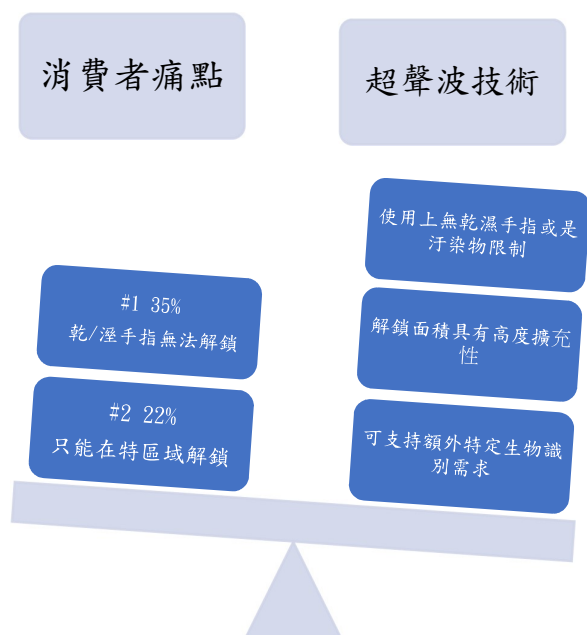 消費者痛點
超聲波技術
#1 35%
乾/溼手指無法解鎖
#2 22%
只能在特區域解鎖
使用上無乾濕手指或是
汙染物限制
解鎖面積具有高度擴充
性
可支持額外特定生物識
別需求